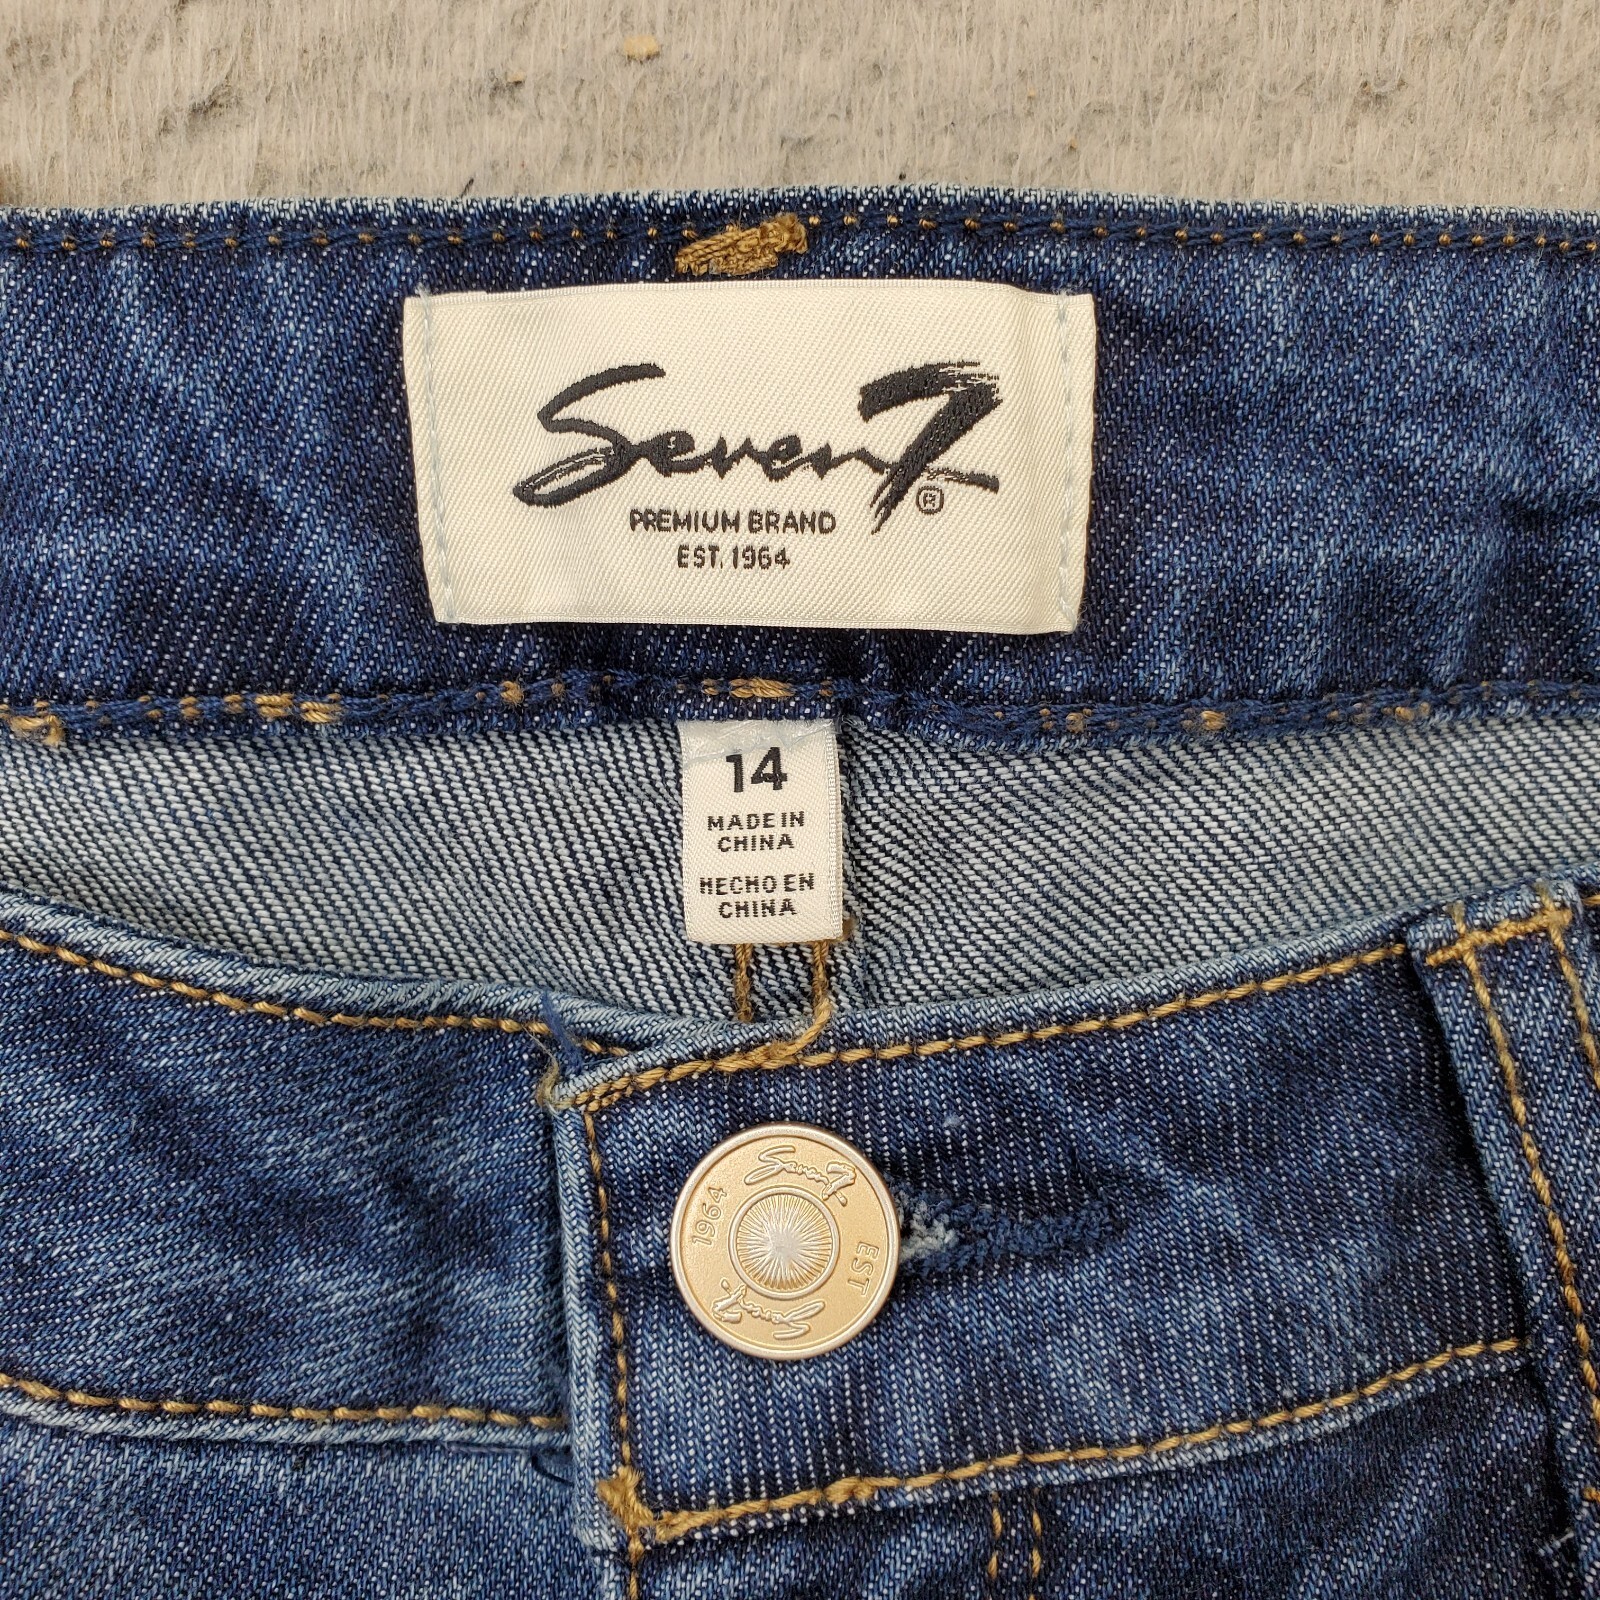 Seven7®
PREMIUM BRAND
EST. 1964
14
MADE IN
CHINA
HECHO EN
CHINA
Seven7
EST
Seven7
1964